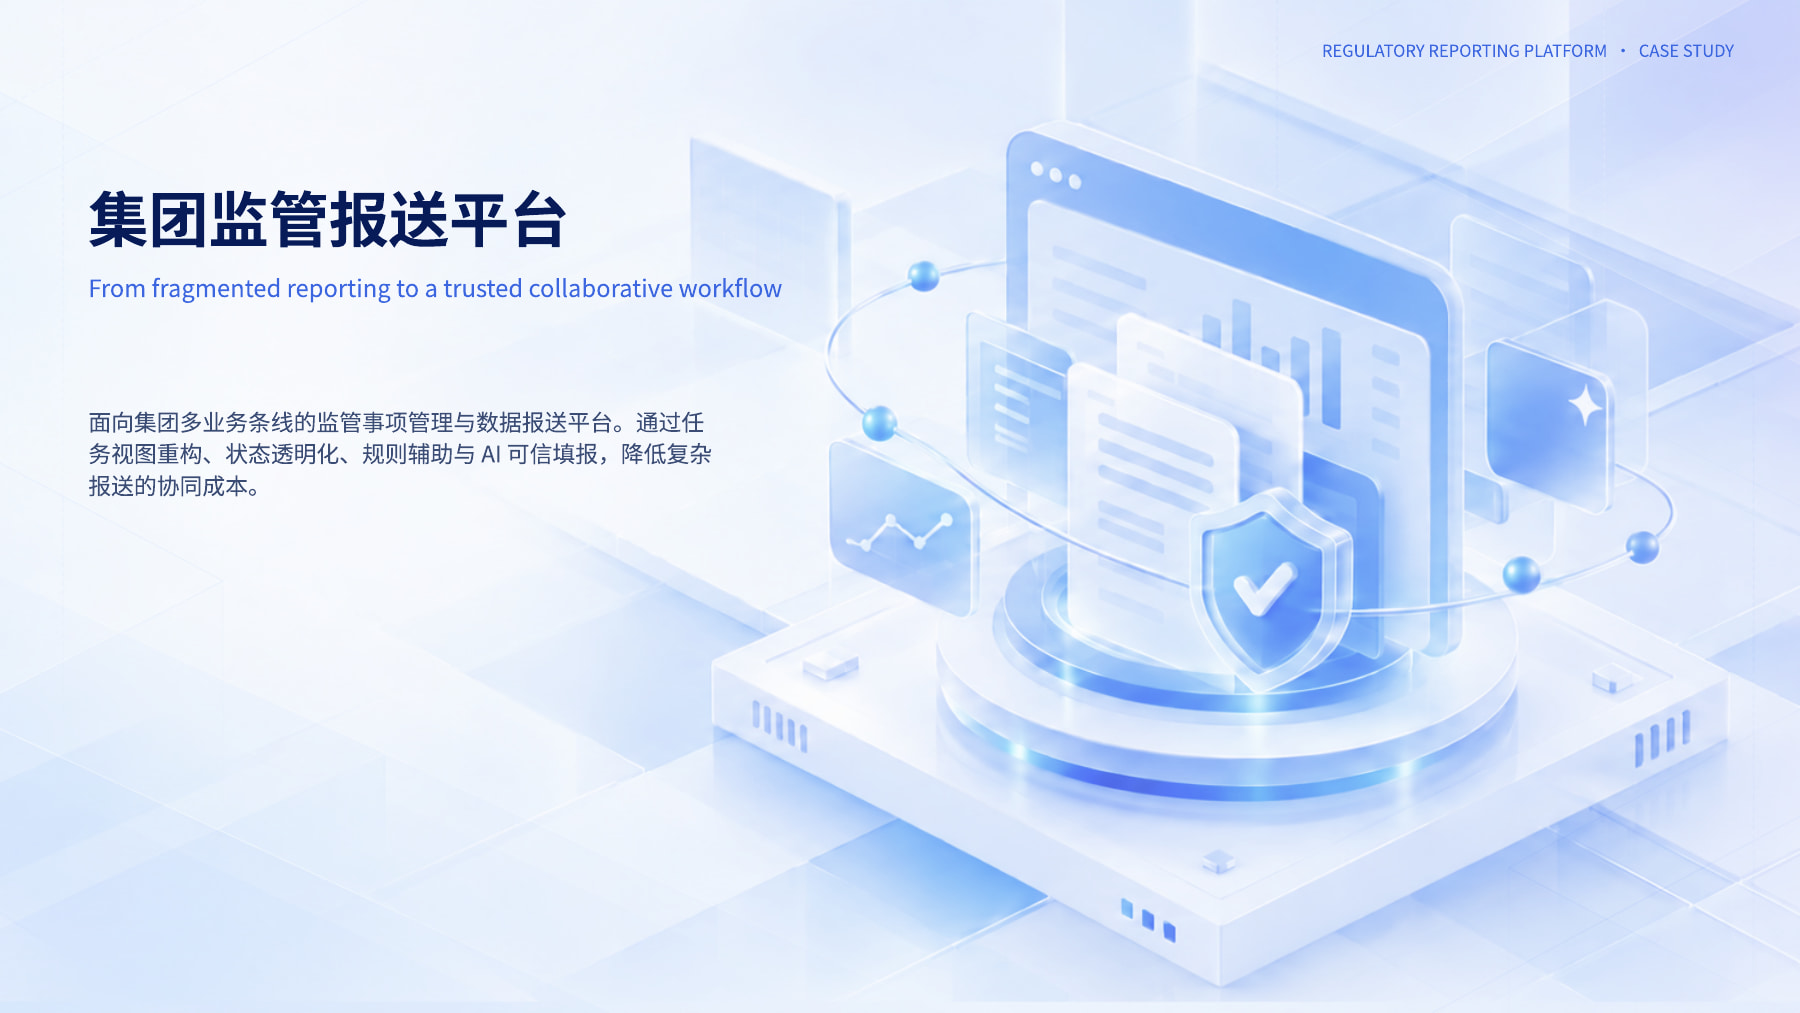 REGULATORY REPORTING PLATFORM • CASE STUDY
集团监管报送平台
From fragmented reporting to a trusted collaborative workflow
面向集团多业务条线的监管事项管理与数据报送平台。通过任
务视图重构、状态透明化、规则辅助与 AI 可信填报，降低复杂
报送的协同成本。